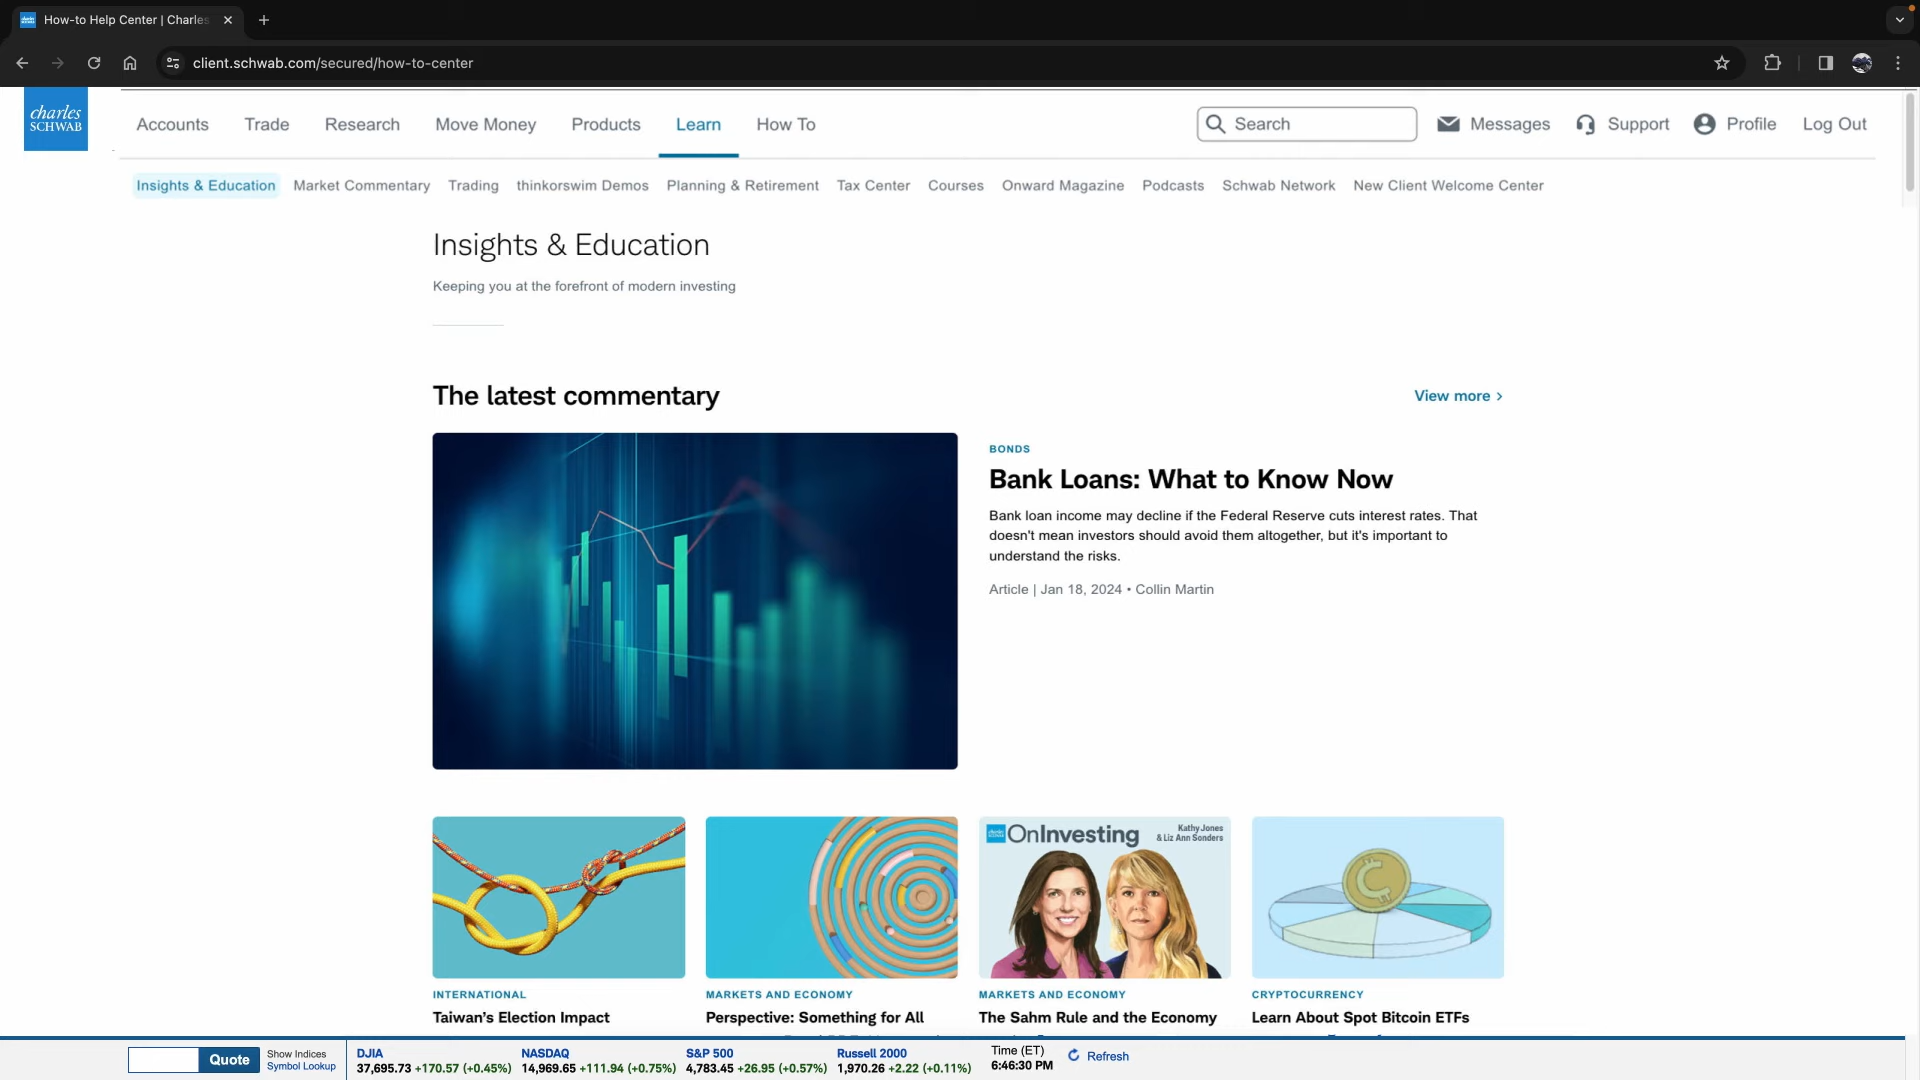 How-to Help Center | Charles
client.schwab.com/secured/how-to-center
charles
SCHWAB
Accounts Trade Research Move Money Products Learn How To Search Messages Support Profile Log Out
Insights & Education Market Commentary Trading thinkorswim Demos Planning & Retirement Tax Center Courses Onward Magazine Podcasts Schwab Network New Client Welcome Center
Insights & Education
Keeping you at the forefront of modern investing
The latest commentary
View more >
BONDS
Bank Loans: What to Know Now
Bank loan income may decline if the Federal Reserve cuts interest rates. That
doesn't mean investors should avoid them altogether, but it's important to
understand the risks.
Article | Jan 18, 2024 • Collin Martin
OnInvesting
Kathy Jones
& Liz Ann Sonders
INTERNATIONAL
Taiwan's Election Impact
MARKETS AND ECONOMY
Perspective: Something for All
MARKETS AND ECONOMY
The Sahm Rule and the Economy
CRYPTOCURRENCY
Learn About Spot Bitcoin ETFs
Quote
Show Indices
Symbol Lookup
DJIA
37,695.73 +170.57 (+0.45%)
NASDAQ
14,969.65 +111.94 (+0.75%)
S&P 500
4,783.45 +26.95 (+0.57%)
Russell 2000
1,970.26 +2.22 (+0.11%)
Time (ET)
6:46:30 PM
Refresh